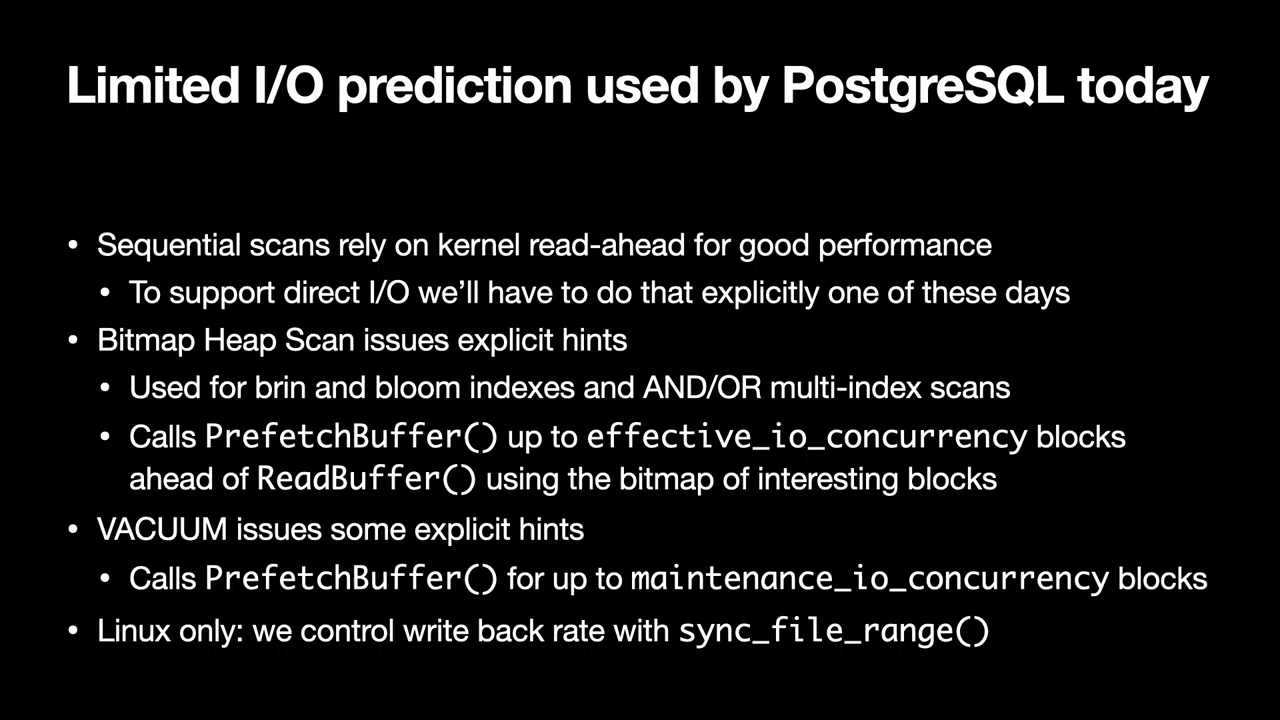 Limited I/O prediction used by PostgreSQL today
• Sequential scans rely on kernel read-ahead for good performance
• To support direct I/O we’ll have to do that explicitly one of these days
• Bitmap Heap Scan issues explicit hints
• Used for brin and bloom indexes and AND/OR multi-index scans
• Calls PrefetchBuffer() up to effective_io_concurrency blocks
ahead of ReadBuffer() using the bitmap of interesting blocks
• VACUUM issues some explicit hints
• Calls PrefetchBuffer() for up to maintenance_io_concurrency blocks
• Linux only: we control write back rate with sync_file_range()